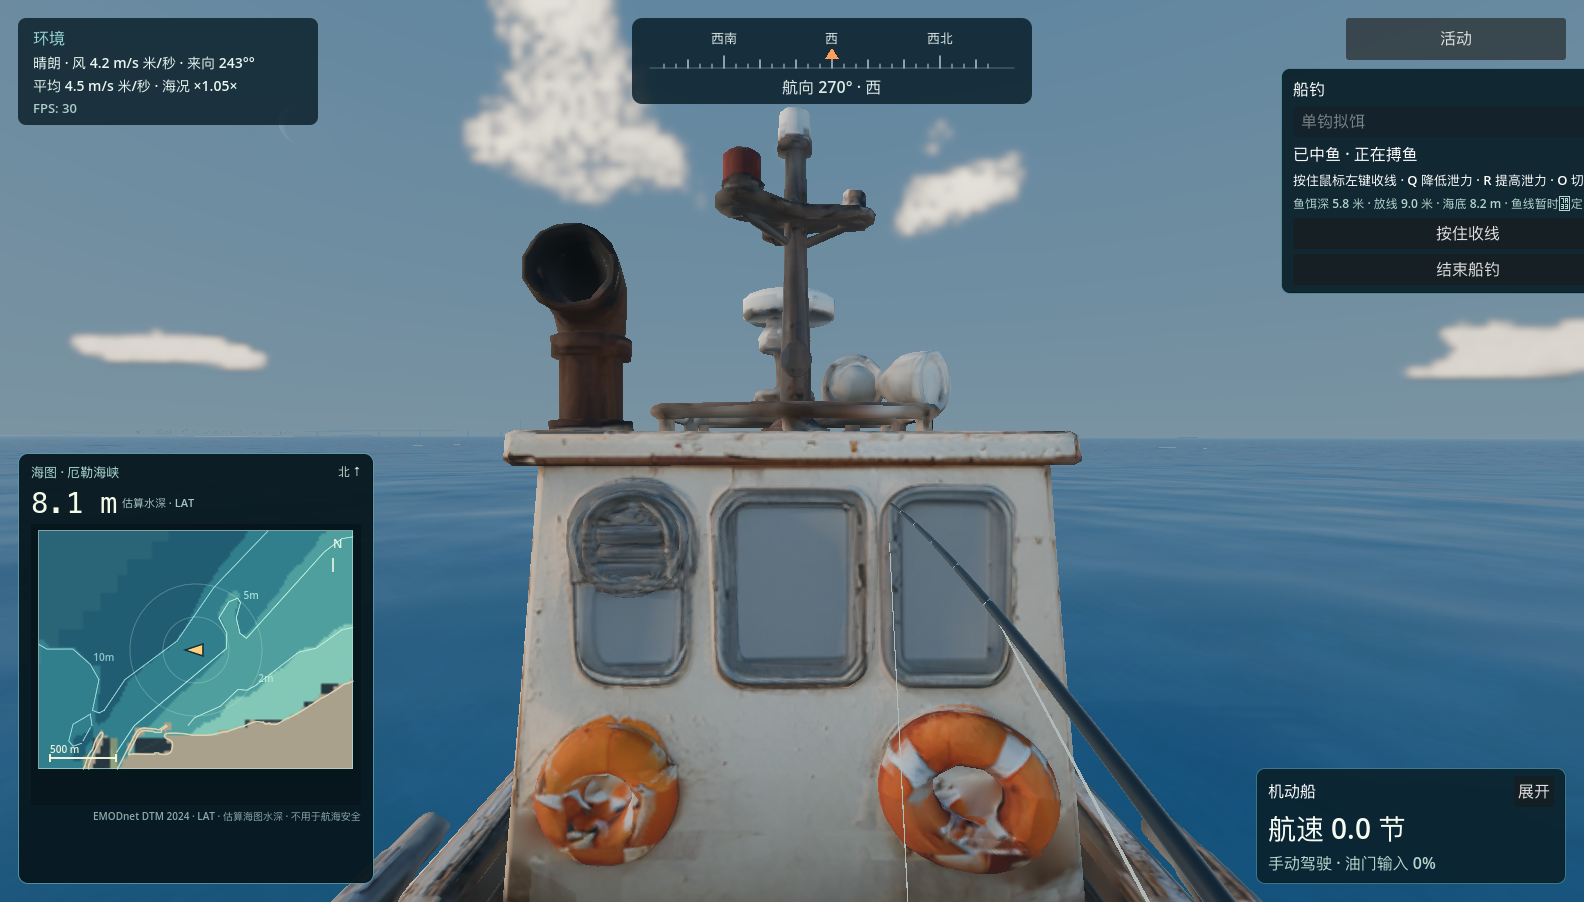 环境
晴朗 · 风 4.2 m/s 米/秒 · 来向 243°°
平均 4.5 m/s 米/秒 · 海况 ×1.05×
FPS: 30
西南 西 西北
航向 270° · 西
活动
船钓
单钩拟饵
已中鱼 · 正在搏鱼
按住鼠标左键收线 · Q 降低泄力 · R 提高泄力 · O 切
鱼饵深 5.8 米 · 放线 9.0 米 · 海底 8.2 m · 鱼线暂时定
按住收线
结束船钓
海图 · 厄勒海峡 北 ↑
8.1 m 估算水深 · LAT
N
5m
10m
2m
500 m
EMODnet DTM 2024 · LAT · 估算海图水深 · 不用于航海安全
机动船 展开
航速 0.0 节
手动驾驶 · 油门输入 0%